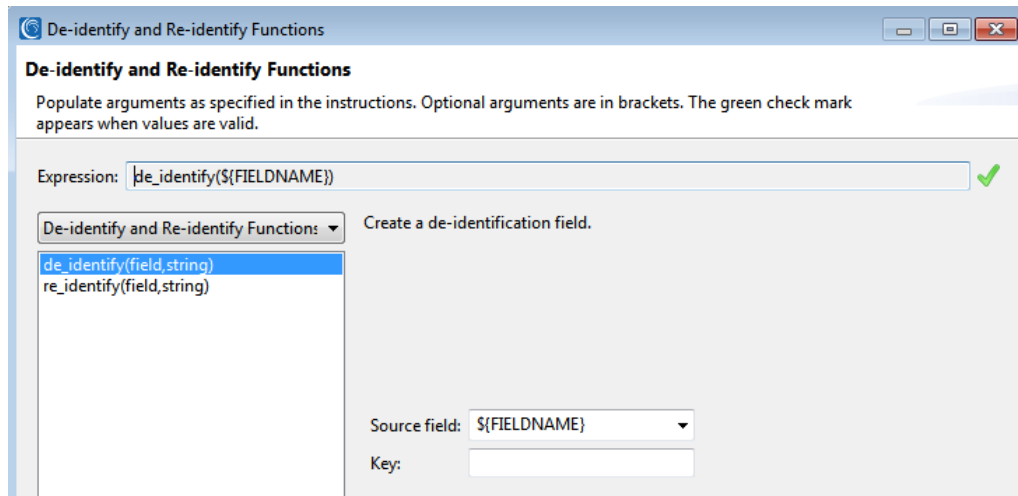 De-identify and Re-identify Functions
De-identify and Re-identify Functions
Populate arguments as specified in the instructions. Optional arguments are in brackets. The green check mark
appears when values are valid.
Expression: de_identify(${FIELDNAME})
De-identify and Re-identify Functions
Create a de-identification field.
de_identify(field,string)
re_identify(field,string)
Source field: ${FIELDNAME}
Key: